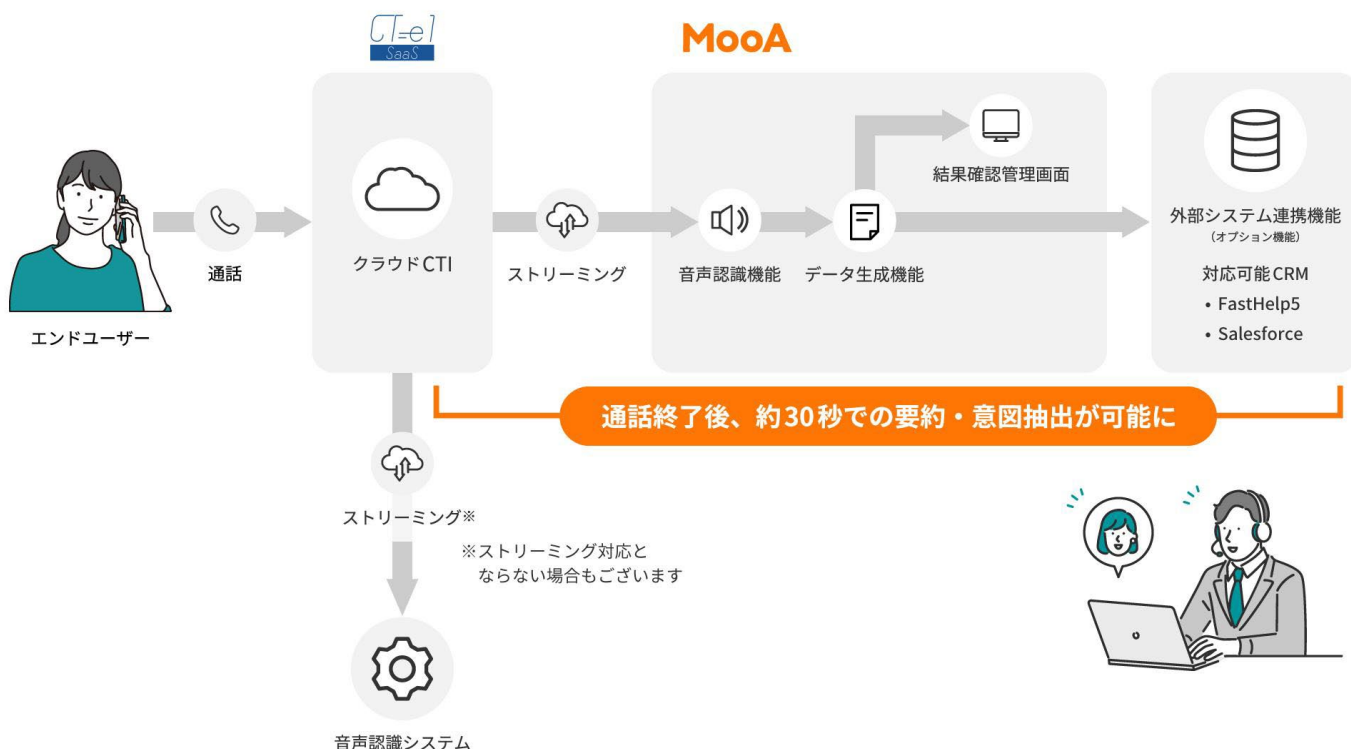 CT-e1
SaaS
MooA
エンドユーザー
通話
クラウドCTI
ストリーミング
音声認識機能
データ生成機能
結果確認管理画面
外部システム連携機能
（オプション機能）
対応可能CRM
・FastHelp5
・Salesforce
通話終了後、約30秒での要約・意図抽出が可能に
ストリーミング※
※ストリーミング対応と
ならない場合もございます
音声認識システム